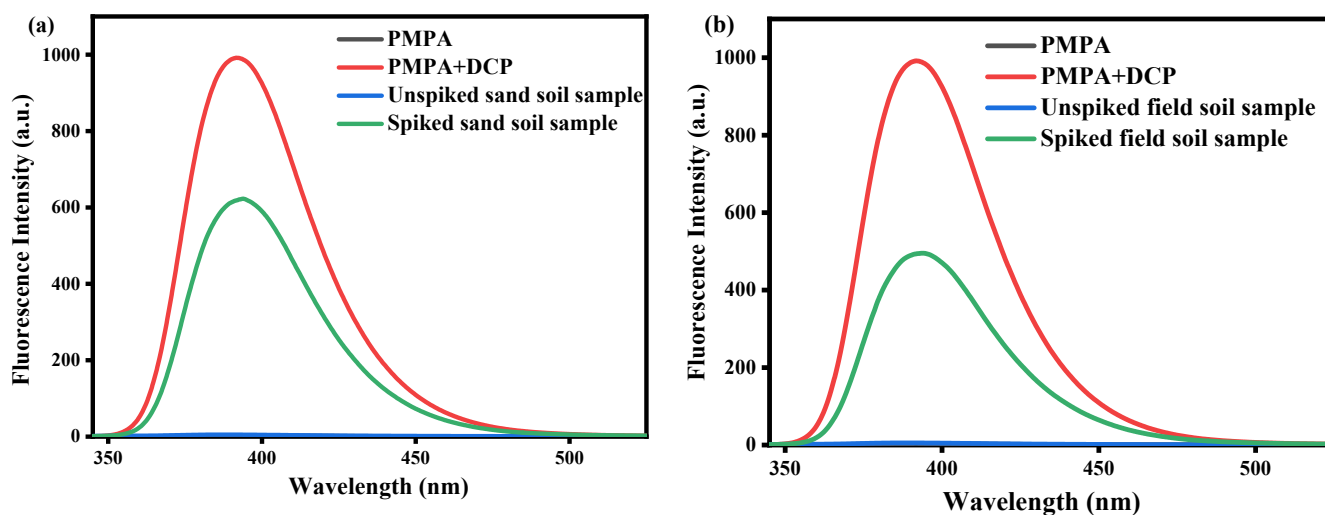 (a)
PMPA
PMPA+DCP
Unspiked sand soil sample
Spiked sand soil sample
Fluorescence Intensity (a.u.)
1000
800
600
400
200
0
350 400 450 500
Wavelength (nm)
(b)
PMPA
PMPA+DCP
Unspiked field soil sample
Spiked field soil sample
Fluorescence Intensity (a.u.)
1000
800
600
400
200
0
350 400 450 500
Wavelength (nm)